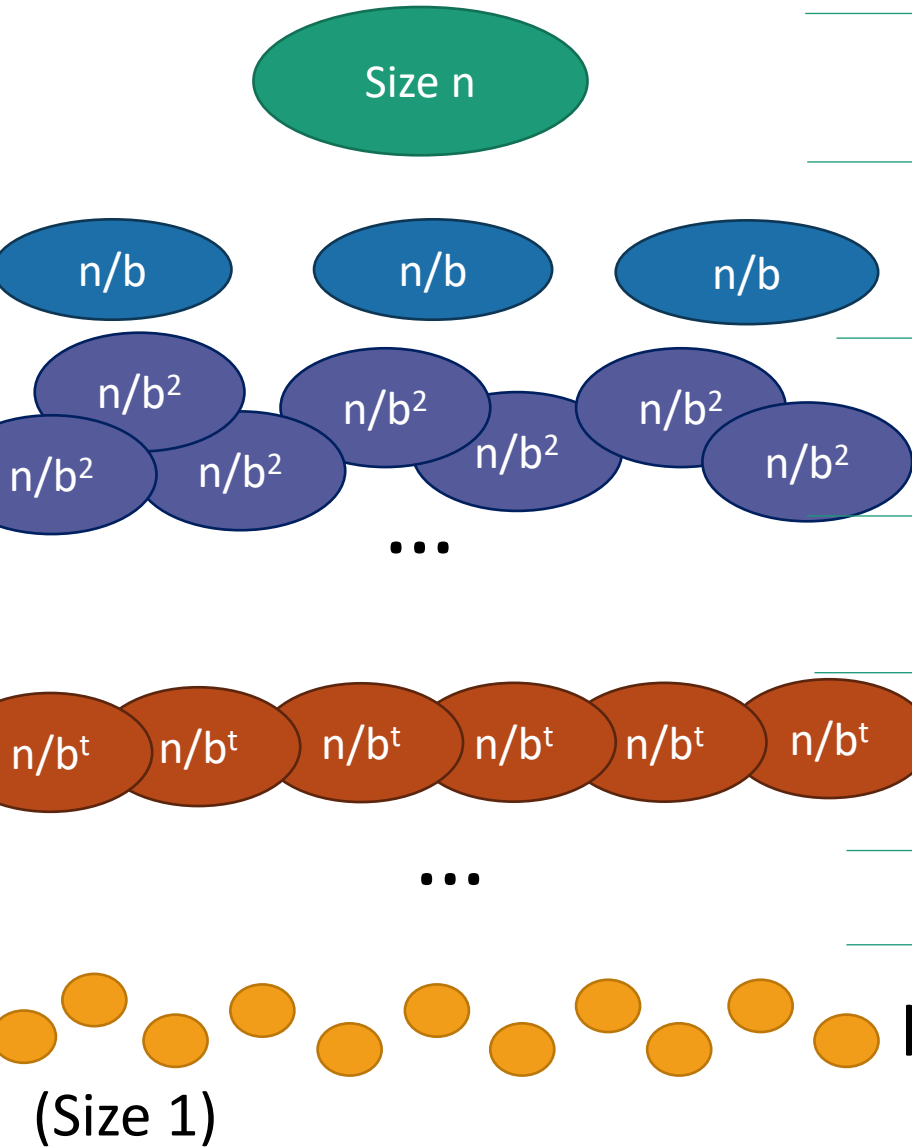 Size n
n/b n/b n/b
n/b² n/b² n/b²
n/b² n/b² n/b² n/b²
...
n/bᵗ n/bᵗ n/bᵗ n/bᵗ n/bᵗ n/bᵗ
...
(Size 1)